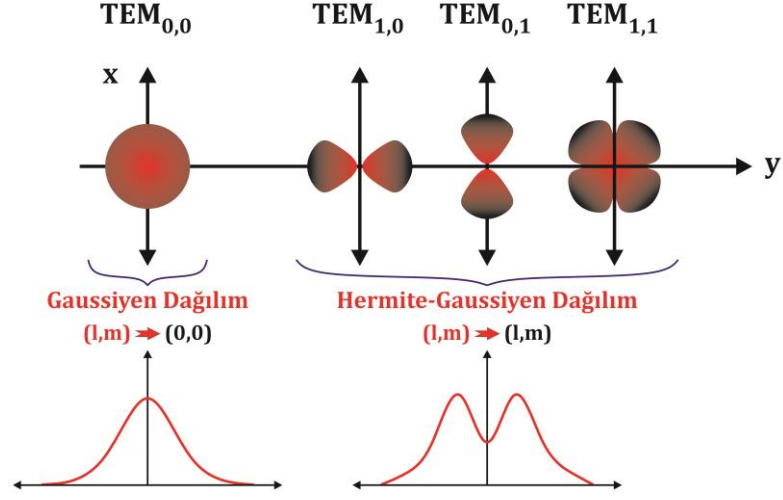 TEM0,0 TEM1,0 TEM0,1 TEM1,1
x
y
Gaussiyen Dağılım Hermite-Gaussiyen Dağılım
(l,m) (0,0) (l,m) (l,m)